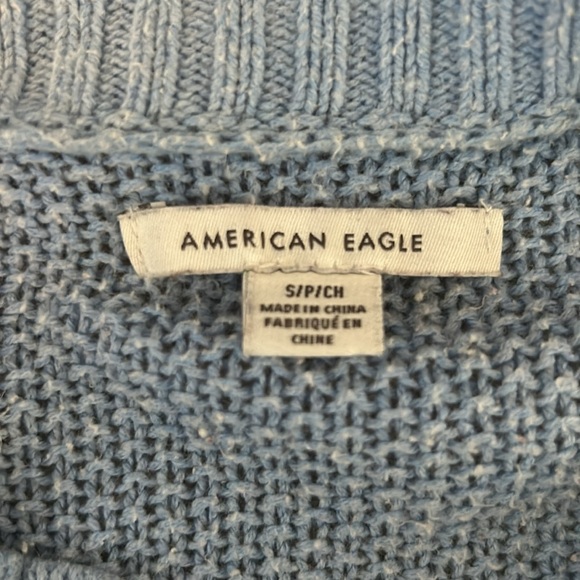 AMERICAN EAGLE
S/P/CH
MADE IN CHINA
FABRIQUÉ EN
CHINE